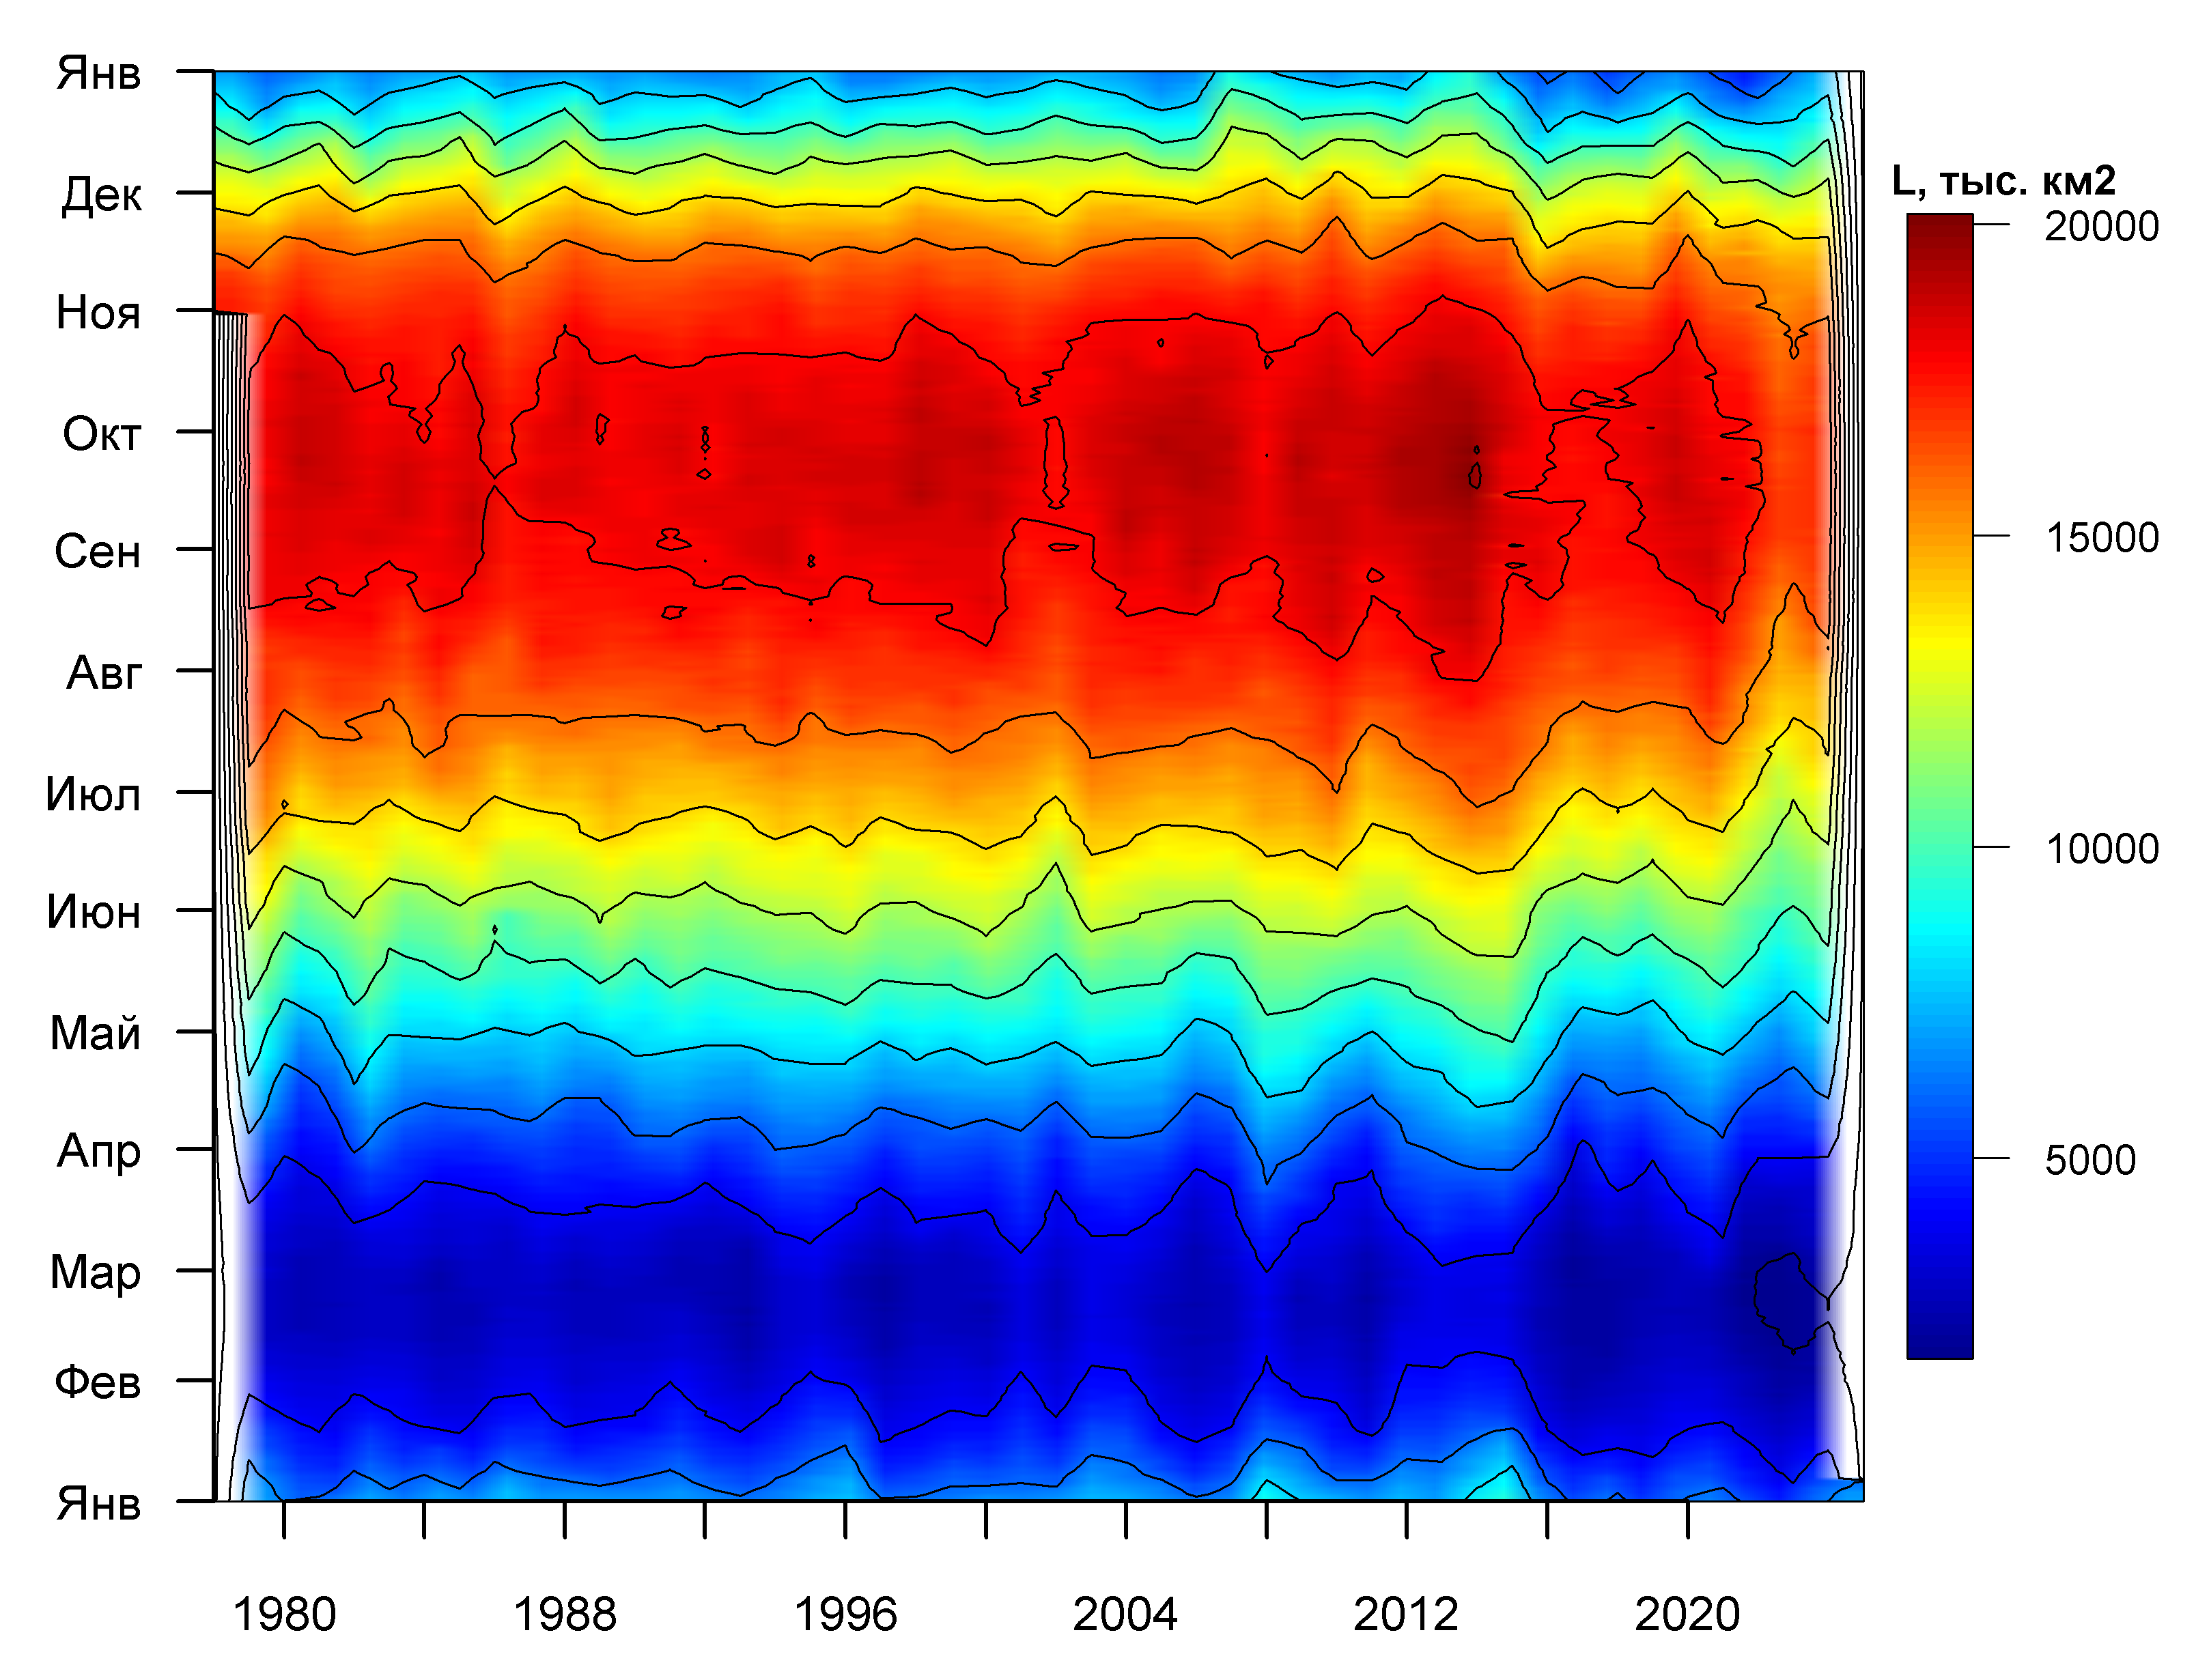 Янв
Дек
Ноя
Окт
Сен
Авг
Июл
Июн
Май
Апр
Мар
Фев
Янв
1980 1988 1996 2004 2012 2020
L, тыс. км2
20000
15000
10000
5000